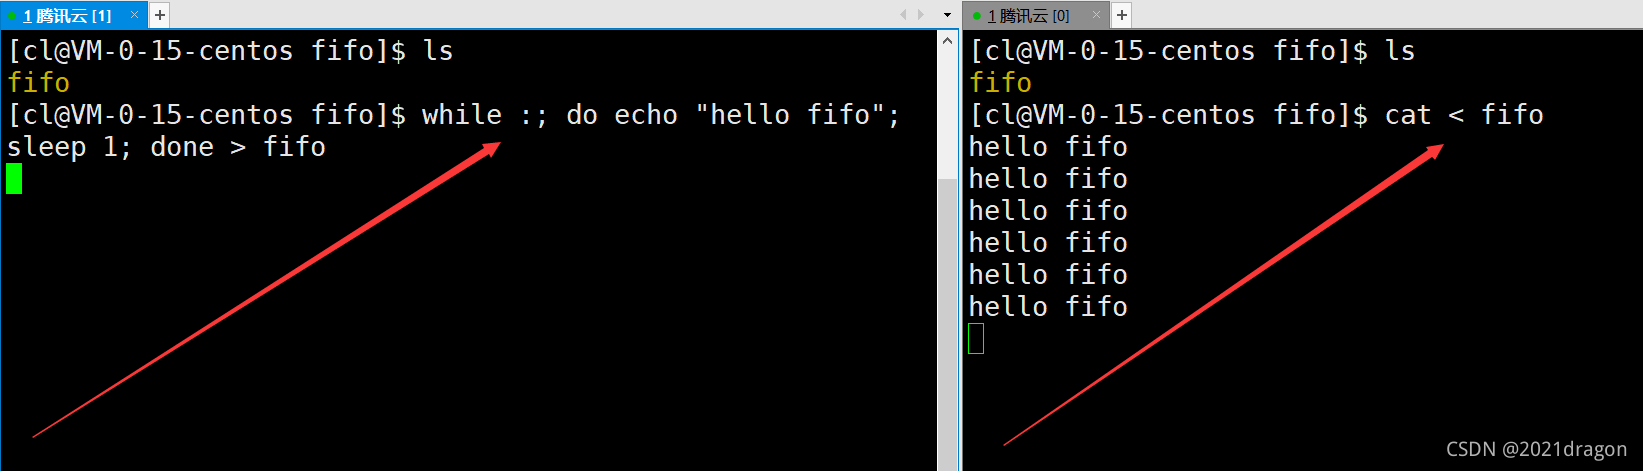 1 腾讯云 [1]
[cl@VM-0-15-centos fifo]$ ls
fifo
[cl@VM-0-15-centos fifo]$ while :; do echo "hello fifo";
sleep 1; done > fifo
1 腾讯云 [0]
[cl@VM-0-15-centos fifo]$ ls
fifo
[cl@VM-0-15-centos fifo]$ cat < fifo
hello fifo
hello fifo
hello fifo
hello fifo
hello fifo
hello fifo
CSDN @2021dragon